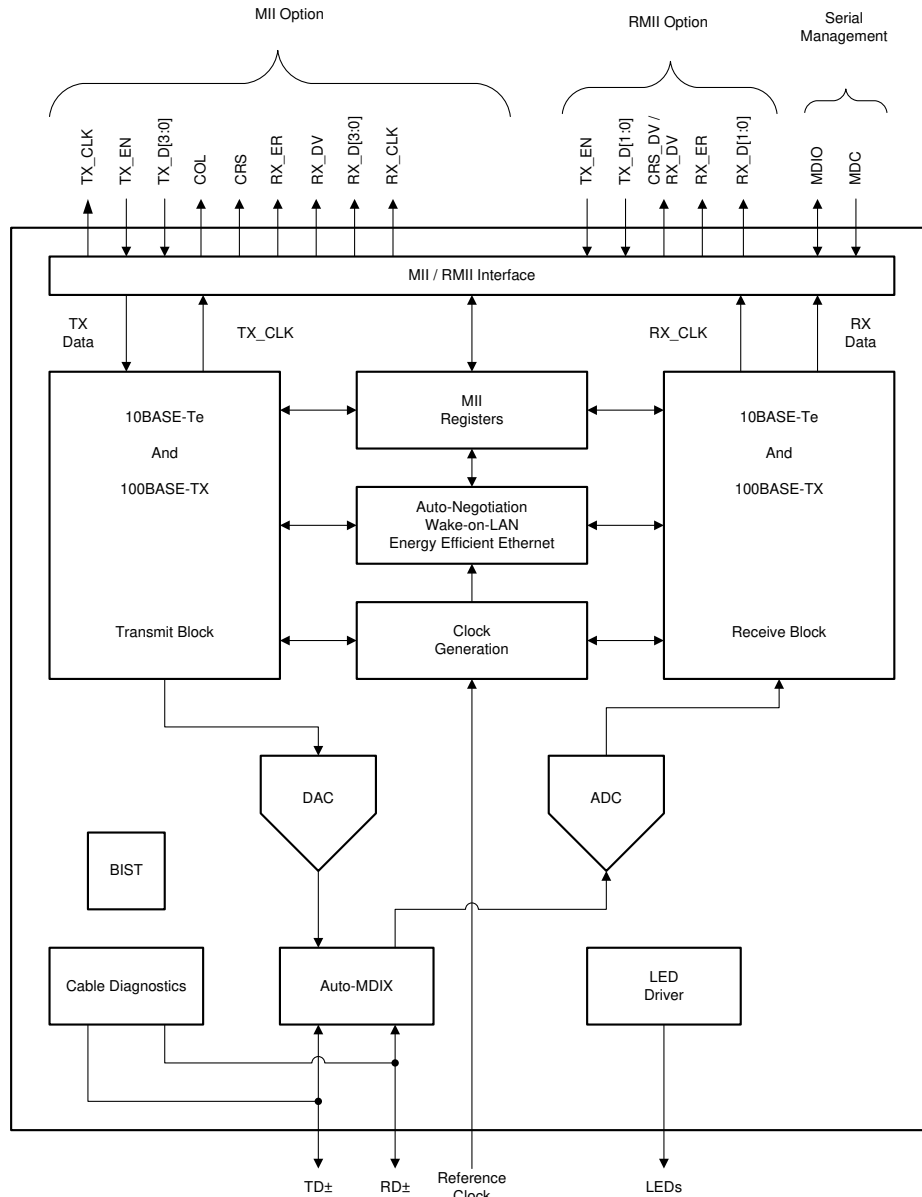 MII Option
RMII Option
Serial
Management
TX_CLK
TX_EN
TX_D[3:0]
COL
CRS
RX_ER
RX_DV
RX_D[3:0]
RX_CLK
TX_EN
TX_D[1:0]
CRS_DV /
RX_DV
RX_ER
RX_D[1:0]
MDIO
MDC
MII / RMII Interface
TX
Data
TX_CLK
RX_CLK
RX
Data
10BASE-Te
And
100BASE-TX
Transmit Block
MII
Registers
Auto-Negotiation
Wake-on-LAN
Energy Efficient Ethernet
Clock
Generation
10BASE-Te
And
100BASE-TX
Receive Block
DAC
ADC
BIST
Cable Diagnostics
Auto-MDIX
LED
Driver
TD±
RD±
Reference
Clock
LEDs